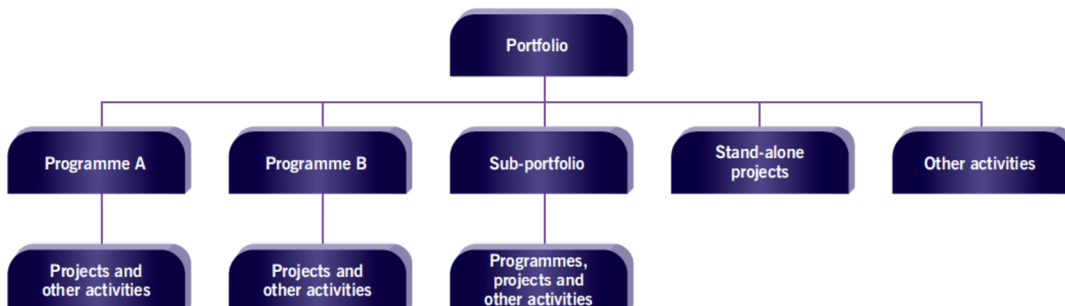 Portfolio
Programme A
Programme B
Sub-portfolio
Stand-alone
projects
Other activities
Projects and
other activities
Projects and
other activities
Programmes,
projects and
other activities